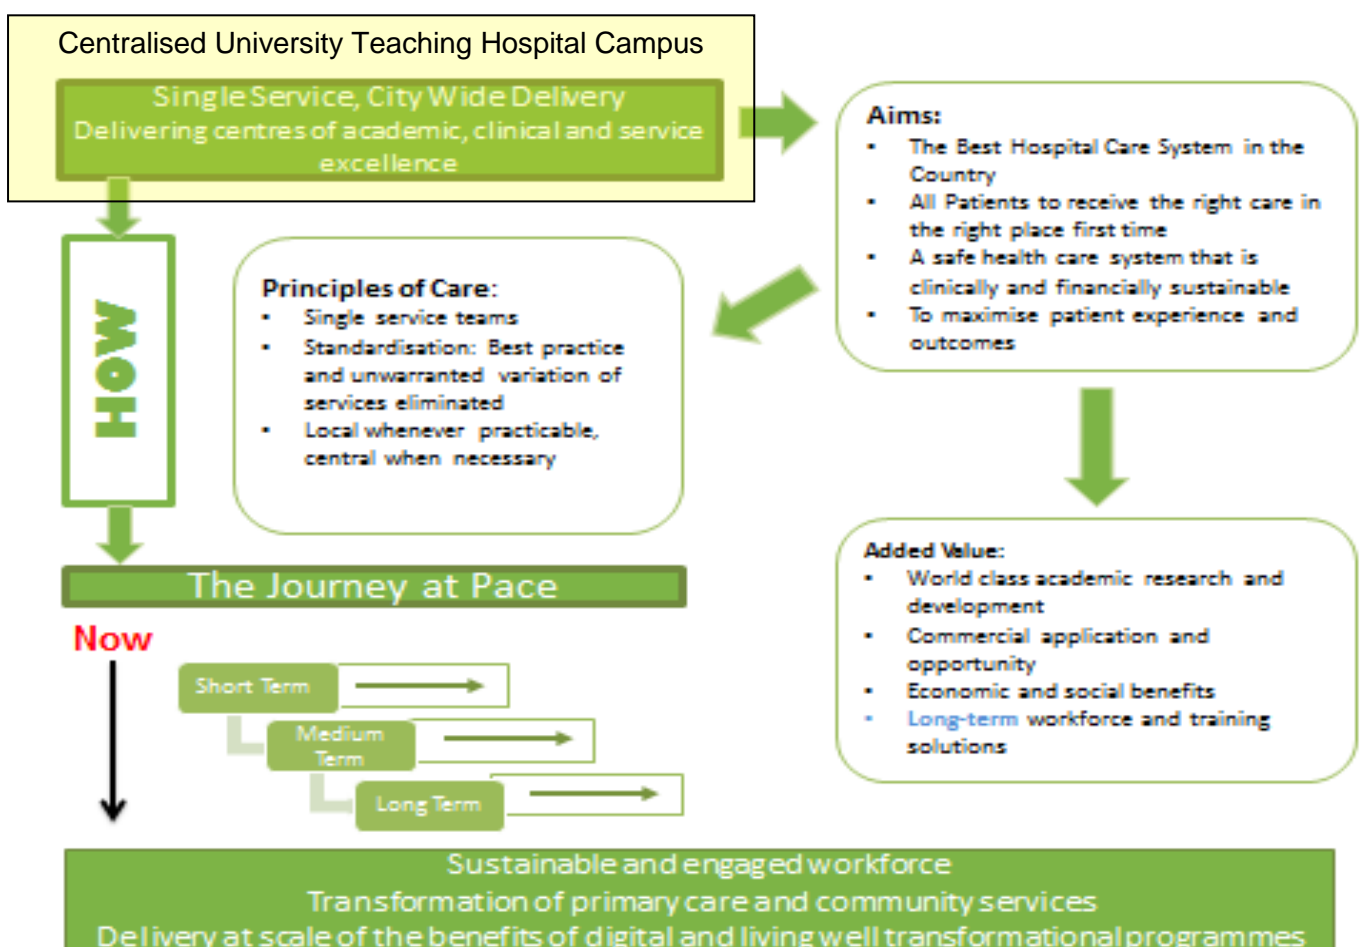 Centralised University Teaching Hospital Campus
Single Service, City Wide Delivery
Delivering centres of academic, clinical and service
excellence
Aims:
▪ The Best Hospital Care System in the
Country
▪ All Patients to receive the right care in
the right place first time
▪ A safe health care system that is
clinically and financially sustainable
▪ To maximise patient experience and
outcomes
HOW
Principles of Care:
▪ Single service teams
▪ Standardisation: Best practice
and unwarranted variation of
services eliminated
▪ Local whenever practicable,
central when necessary
Added Value:
▪ World class academic research and
development
▪ Commercial application and
opportunity
▪ Economic and social benefits
▪ Long-term workforce and training
solutions
The Journey at Pace
Now
Short Term
Medium
Term
Long Term
Sustainable and engaged workforce
Transformation of primary care and community services
Delivery at scale of the benefits of digital and living well transformational programmes